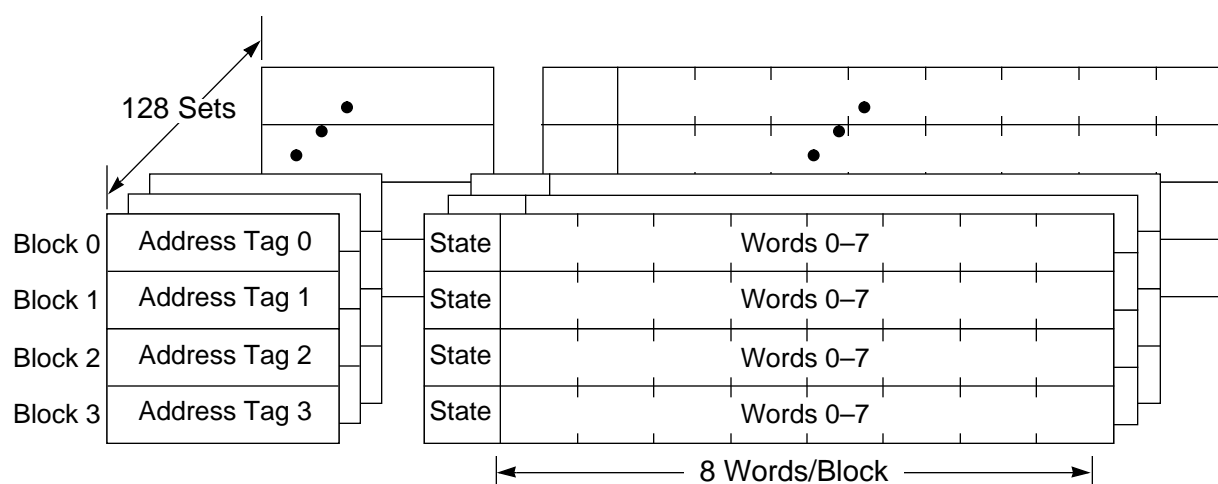 128 Sets
Block 0 Address Tag 0 State Words 0–7
Block 1 Address Tag 1 State Words 0–7
Block 2 Address Tag 2 State Words 0–7
Block 3 Address Tag 3 State Words 0–7
8 Words/Block